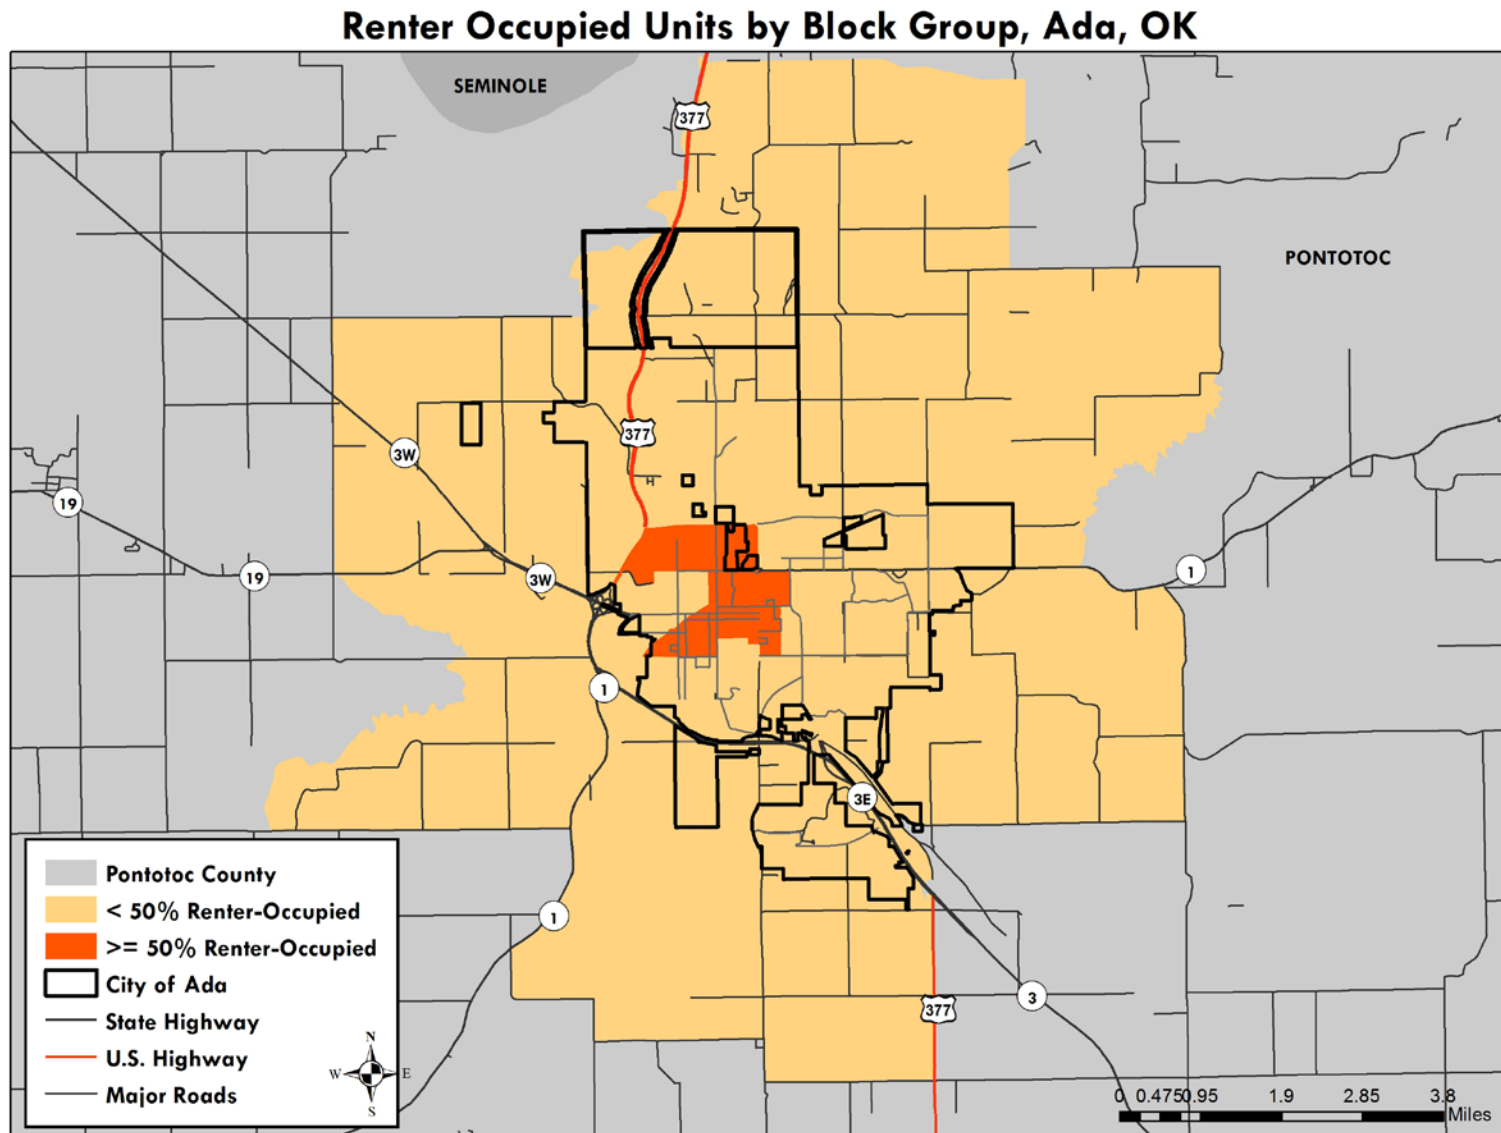 Renter Occupied Units by Block Group, Ada, OK
SEMINOLE
377
PONTOTOC
377
3W
19
1
19
3W
1
3E
1
3
377
Pontotoc County
< 50% Renter-Occupied
>= 50% Renter-Occupied
City of Ada
State Highway
U.S. Highway
Major Roads
N
W E
S
0 0.475 0.95 1.9 2.85 3.8
Miles